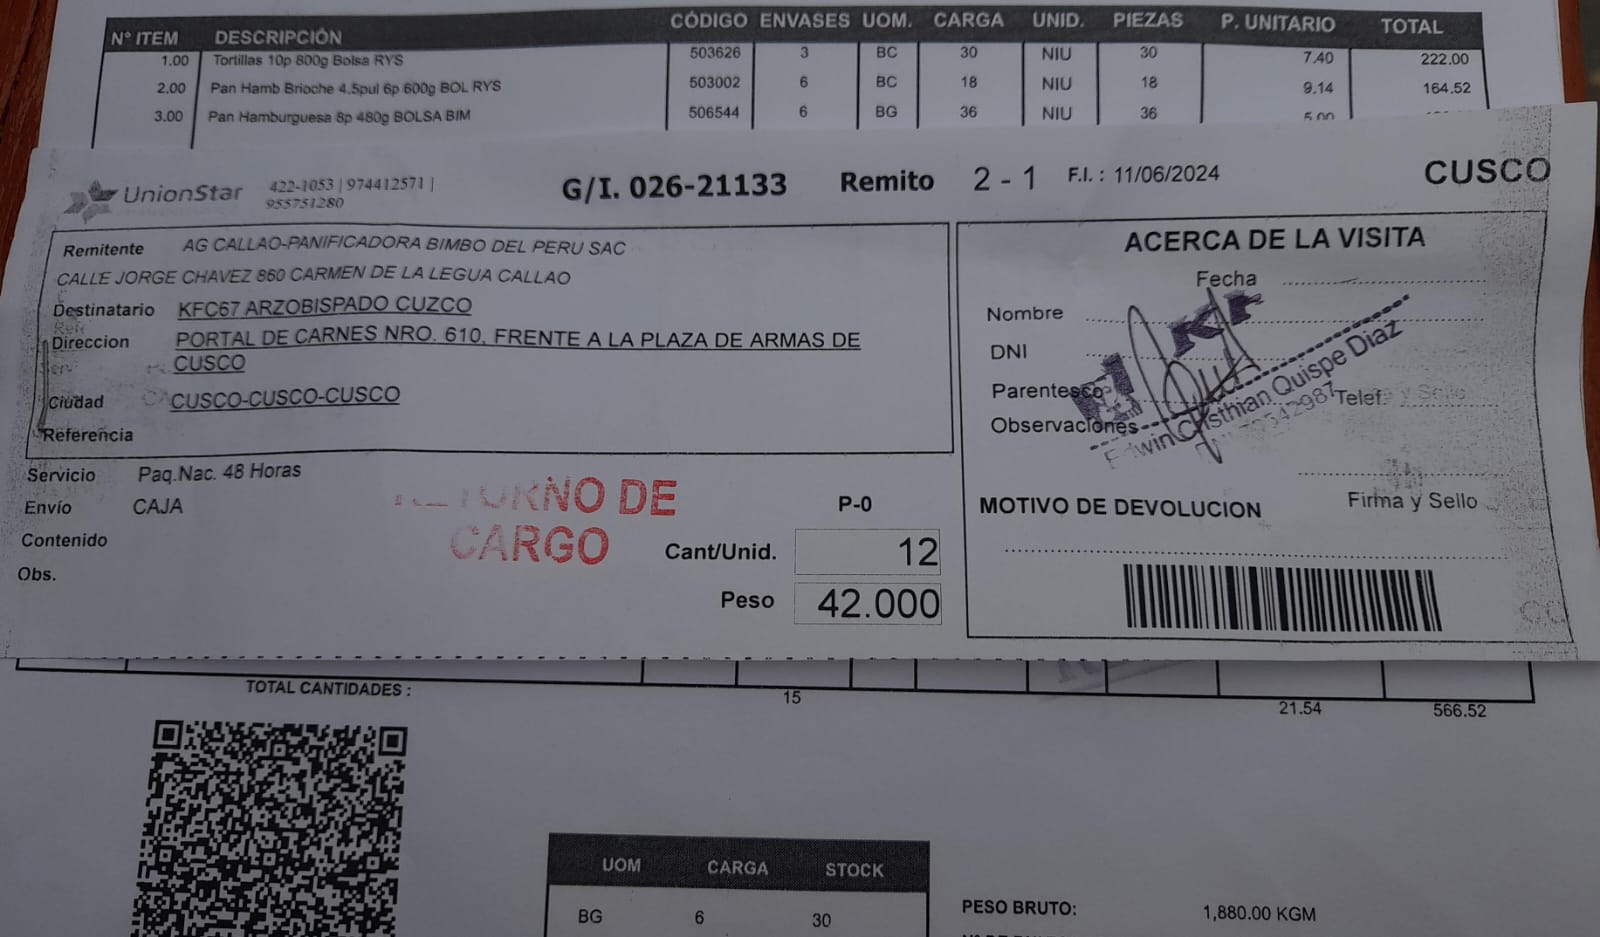 N° ITEM DESCRIPCIÓN CÓDIGO ENVASES UOM. CARGA UNID. PIEZAS P. UNITARIO TOTAL
1.00 Tortillas 10p 800g Bolsa RYS 503626 3 BC 30 NIU 30 7.40 222.00
2.00 Pan Hamb Brioche 4,5pul 6p 600g BOL RYS 503002 6 BC 18 NIU 18 9.14 164.52
3.00 Pan Hamburguesa 8p 480g BOLSA BIM 506544 6 BG 36 NIU 36 5.00
UnionStar 422-1053 | 974412571 |
955751280
G/I. 026-21133 Remito 2 - 1 F.I. : 11/06/2024 CUSCO
Remitente AG CALLAO-PANIFICADORA BIMBO DEL PERU SAC
CALLE JORGE CHAVEZ 860 CARMEN DE LA LEGUA CALLAO
Destinatario KFC67 ARZOBISPADO CUZCO
Direccion PORTAL DE CARNES NRO. 610, FRENTE A LA PLAZA DE ARMAS DE
CUSCO
Ciudad CUSCO-CUSCO-CUSCO
Referencia
Servicio Paq.Nac. 48 Horas
Envío CAJA
Contenido
Obs.
RETORNO DE
CARGO
P-0
Cant/Unid. 12
Peso 42.000
ACERCA DE LA VISITA
Fecha
Nombre
DNI
Parentesco
Observaciones
Telef.
Edwin Cristhian Quispe Diaz
Firma y Sello
MOTIVO DE DEVOLUCION
TOTAL CANTIDADES : 15 21.54 566.52
UOM CARGA STOCK
BG 6 30
PESO BRUTO: 1,880.00 KGM